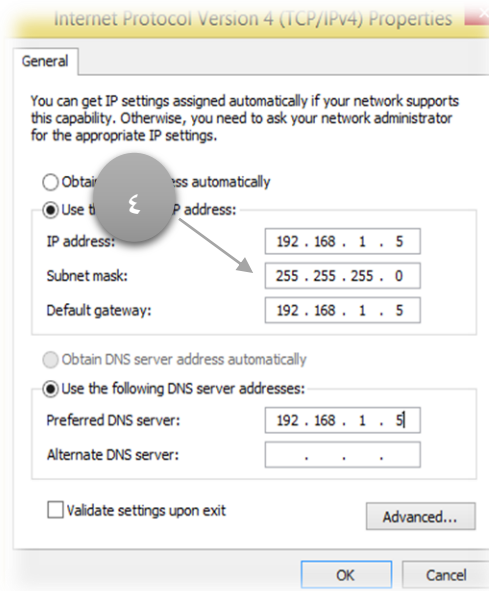 Internet Protocol Version 4 (TCP/IPv4) Properties
General
You can get IP settings assigned automatically if your network supports
this capability. Otherwise, you need to ask your network administrator
for the appropriate IP settings.
automatically
Use P address:
٤
IP address: 192 . 168 . 1 . 5
Subnet mask: 255 . 255 . 255 . 0
Default gateway: 192 . 168 . 1 . 5
Obtain DNS server address automatically
Use the following DNS server addresses:
Preferred DNS server: 192 . 168 . 1 . 5
Alternate DNS server: . . .
Validate settings upon exit
Advanced...
OK Cancel